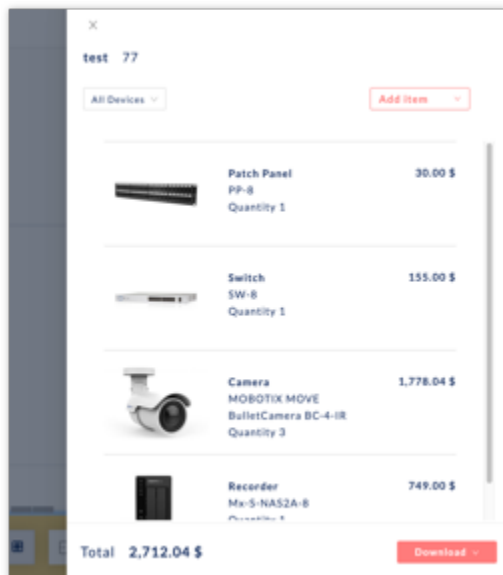 ×
test 77
All Devices
Add item
Patch Panel
30.00 $
PP-8
Quantity 1
Switch
155.00 $
SW-8
Quantity 1
Camera
1,778.04 $
MOBOTIX MOVE
BulletCamera BC-4-IR
Quantity 3
Recorder
749.00 $
Mx-S-NAS2A-8
Quantity 1
Total 2,712.04 $
Download